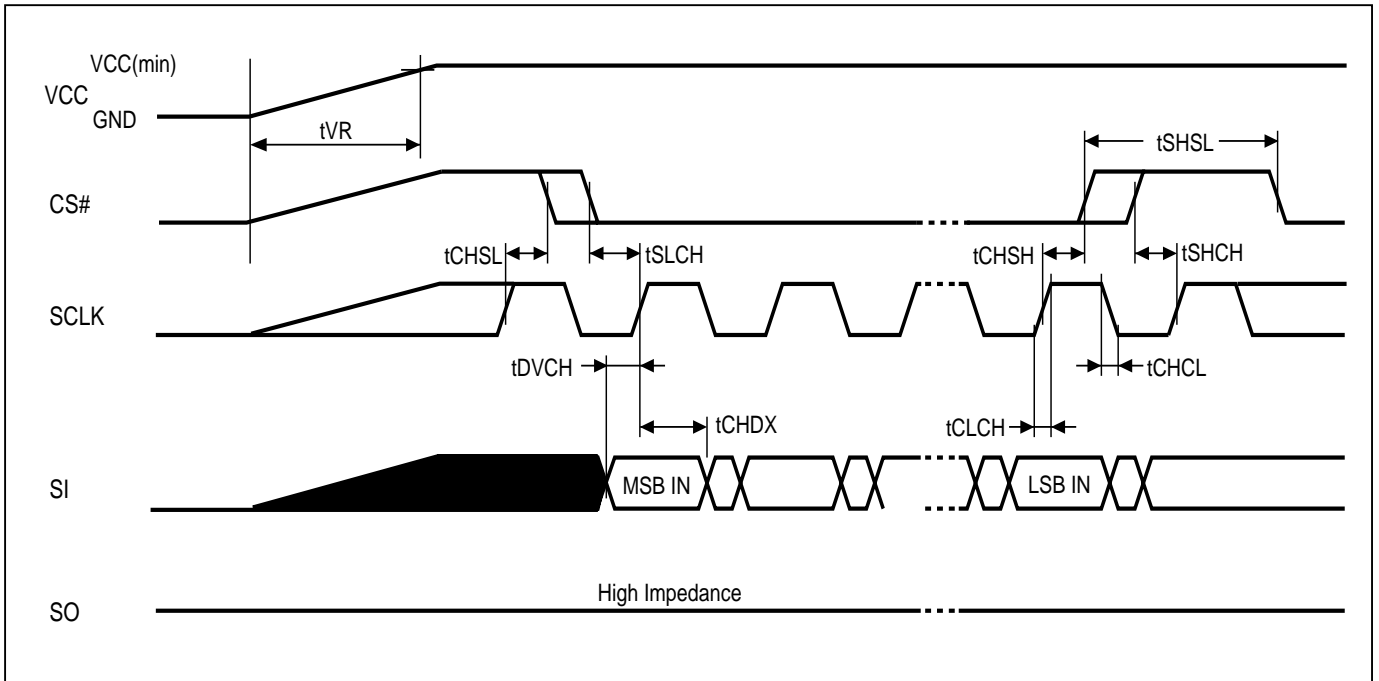 VCC(min)
VCC
GND
tVR
tSHSL
CS#
tCHSL
tSLCH
tCHSH
tSHCH
SCLK
tDVCH
tCHCL
tCHDX
tCLCH
SI
MSB IN
LSB IN
High Impedance
SO